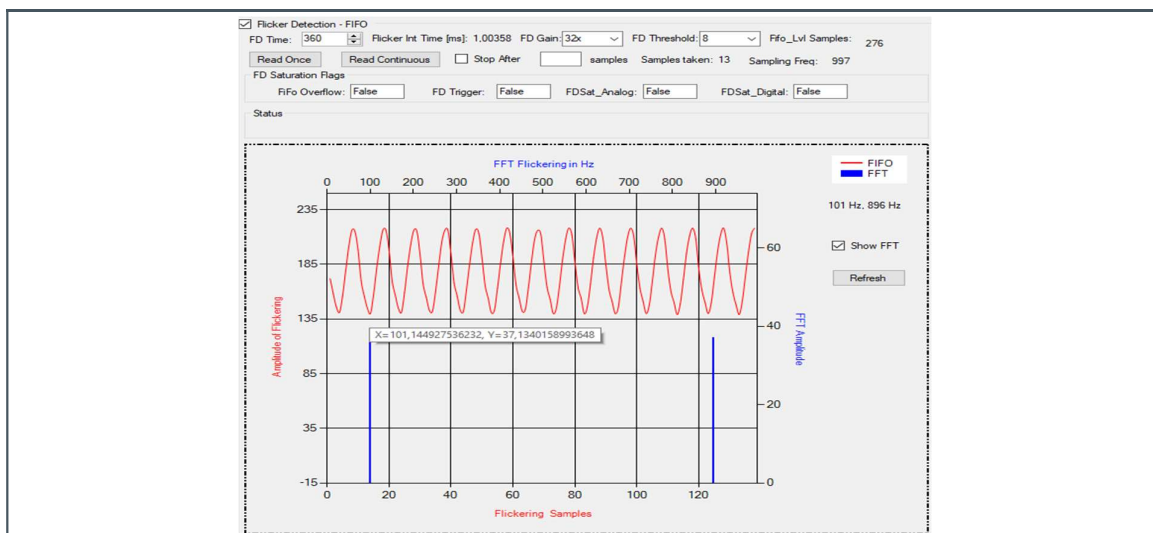 Flicker Detection - FIFO
FD Time: 360 Flicker Int Time [ms]: 1,00358 FD Gain: 32x FD Threshold: 8 Fifo_Lvl Samples: 276
Read Once Read Continuous Stop After samples Samples taken: 13 Sampling Freq: 997
FD Saturation Flags
FiFo Overflow: False FD Trigger: False FDSat_Analog: False FDSat_Digital: False
Status
FFT Flickering in Hz
0 100 200 300 400 500 600 700 800 900
FIFO
FFT
101 Hz, 896 Hz
Show FFT
Refresh
235
185
135
85
35
-15
Amplitude of Flickering
X=101,144927536232, Y=37,1340158993648
60
40
20
0
FFT Amplitude
0 20 40 60 80 100 120
Flickering Samples